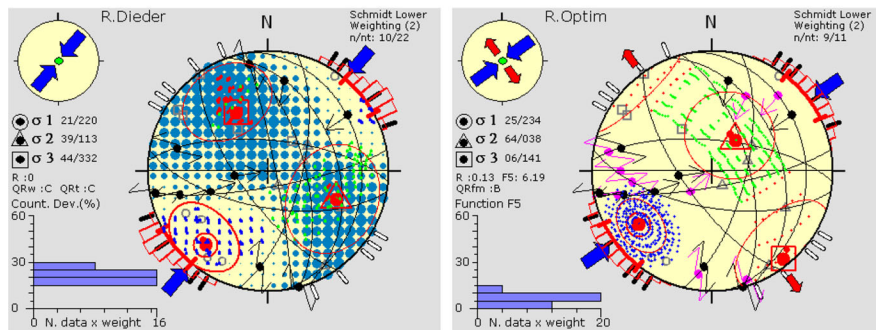 R.Dieder
N
Schmidt Lower
Weighting (2)
n/nt: 10/22
σ 1 21/220
σ 2 39/113
σ 3 44/332
R :0
QRw :C QRt :C
Count. Dev.(%)
60
30
0
0 N. data x weight 16
R.Optim
N
Schmidt Lower
Weighting (2)
n/nt: 9/11
σ 1 25/234
σ 2 64/038
σ 3 06/141
R :0.13 F5: 6.19
QRfm :B
Function F5
60
30
0
0 N. data x weight 20